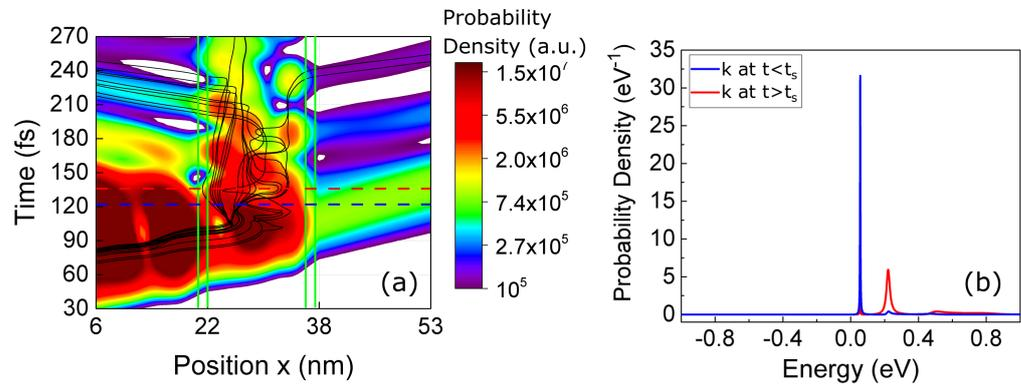 Probability
Density (a.u.)
270
240
210
180
150
120
90
60
30
Time (fs)
6
22
38
53
Position x (nm)
(a)
1.5x10⁷
5.5x10⁶
2.0x10⁶
7.4x10⁵
2.7x10⁵
10⁵
35
30
25
20
15
10
5
0
Probability Density (eV⁻¹)
k at t<tₛ
k at t>tₛ
(b)
-0.8
-0.4
0.0
0.4
0.8
Energy (eV)